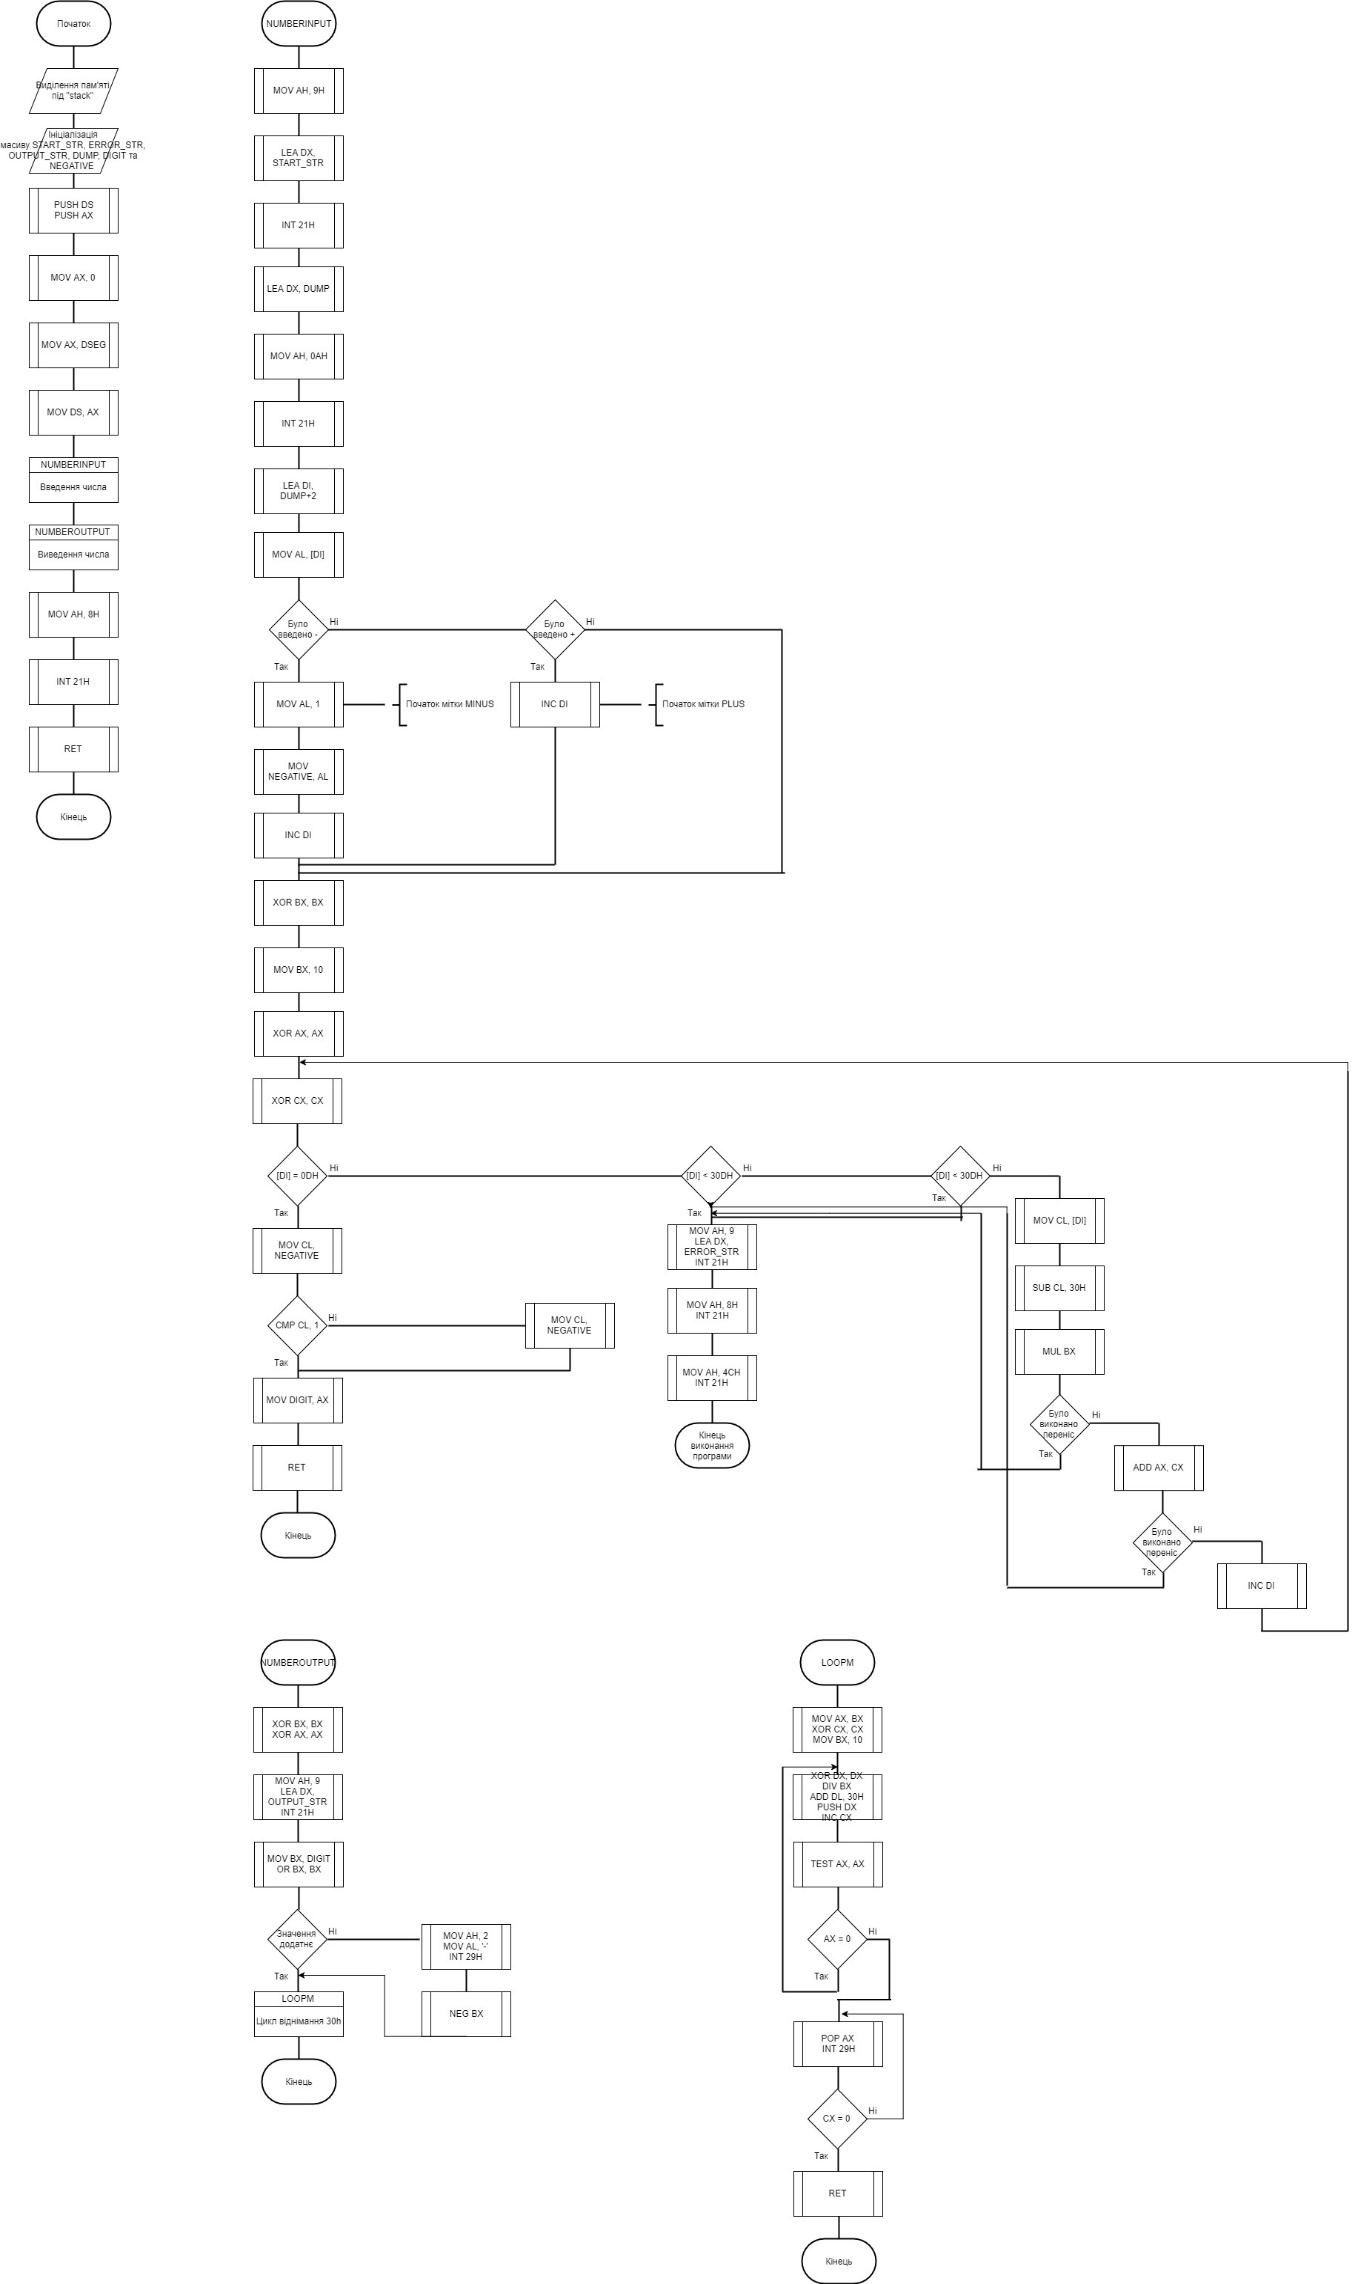 Початок
Виділення пам'яті
під "stack"
Ініціалізація
масиву START_STR, ERROR_STR,
OUTPUT_STR, DUMP, DIGIT та
NEGATIVE
PUSH DS
PUSH AX
MOV AX, 0
MOV AX, DSEG
MOV DS, AX
NUMBERINPUT
Введення числа
NUMBEROUTPUT
Виведення числа
MOV AH, 8H
INT 21H
RET
Кінець
NUMBERINPUT
MOV AH, 9H
LEA DX,
START_STR
INT 21H
LEA DX, DUMP
MOV AH, 0AH
INT 21H
LEA DI,
DUMP+2
MOV AL, [DI]
Було
введено -
Ні
Так
Було
введено +
Ні
Так
MOV AL, 1
Початок мітки MINUS
INC DI
Початок мітки PLUS
MOV
NEGATIVE, AL
INC DI
XOR BX, BX
MOV BX, 10
XOR AX, AX
XOR CX, CX
[DI] = 0DH
Ні
Так
[DI] < 30DH
Ні
Так
[DI] < 30DH
Ні
Так
MOV CL,
NEGATIVE
CMP CL, 1
Ні
Так
MOV CL,
NEGATIVE
MOV DIGIT, AX
RET
Кінець
MOV AH, 9
LEA DX,
ERROR_STR
INT 21H
MOV AH, 8H
INT 21H
MOV AH, 4CH
INT 21H
Кінець
виконання
програми
MOV CL, [DI]
SUB CL, 30H
MUL BX
Було
виконано
переніс
Ні
Так
ADD AX, CX
Було
виконано
переніс
Ні
Так
INC DI
NUMBEROUTPUT
XOR BX, BX
XOR AX, AX
MOV AH, 9
LEA DX,
OUTPUT_STR
INT 21H
MOV BX, DIGIT
OR BX, BX
Значення
додатнє
Ні
Так
MOV AH, 2
MOV AL, '-'
INT 29H
NEG BX
LOOPM
Цикл віднімання 30h
Кінець
LOOPM
MOV AX, BX
XOR CX, CX
MOV BX, 10
XOR DX, DX
DIV BX
ADD DL, 30H
PUSH DX
INC CX
TEST AX, AX
AX = 0
Ні
Так
POP AX
INT 29H
CX = 0
Ні
Так
RET
Кінець